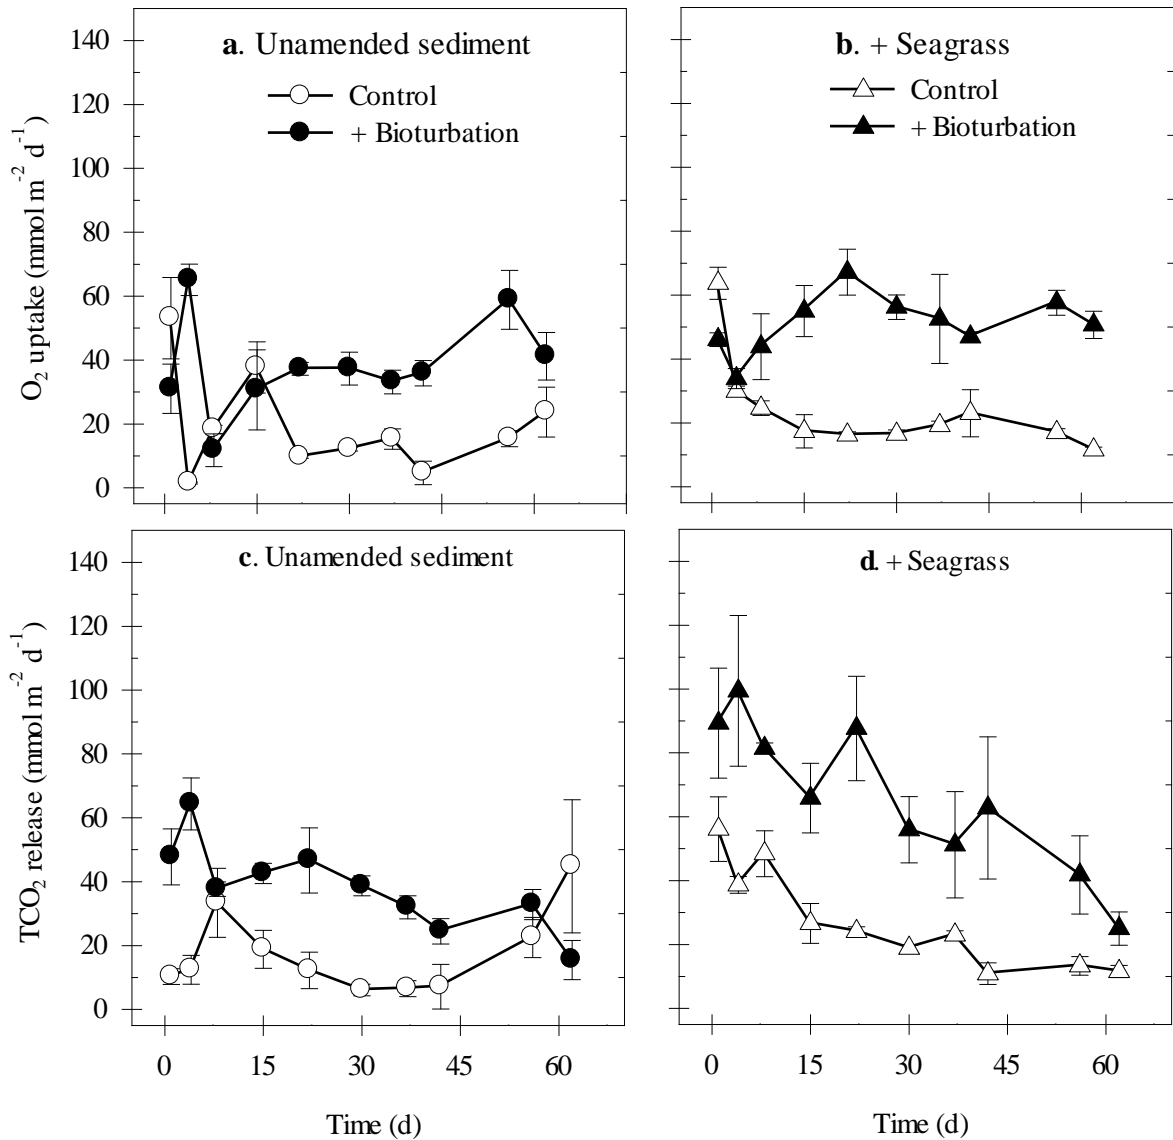 a. Unamended sediment
Control
+ Bioturbation
b. + Seagrass
Control
+ Bioturbation
O₂ uptake (mmol m⁻² d⁻¹)
140
120
100
80
60
40
20
0
c. Unamended sediment
d. + Seagrass
TCO₂ release (mmol m⁻² d⁻¹)
140
120
100
80
60
40
20
0
0 15 30 45 60
0 15 30 45 60
Time (d)
Time (d)